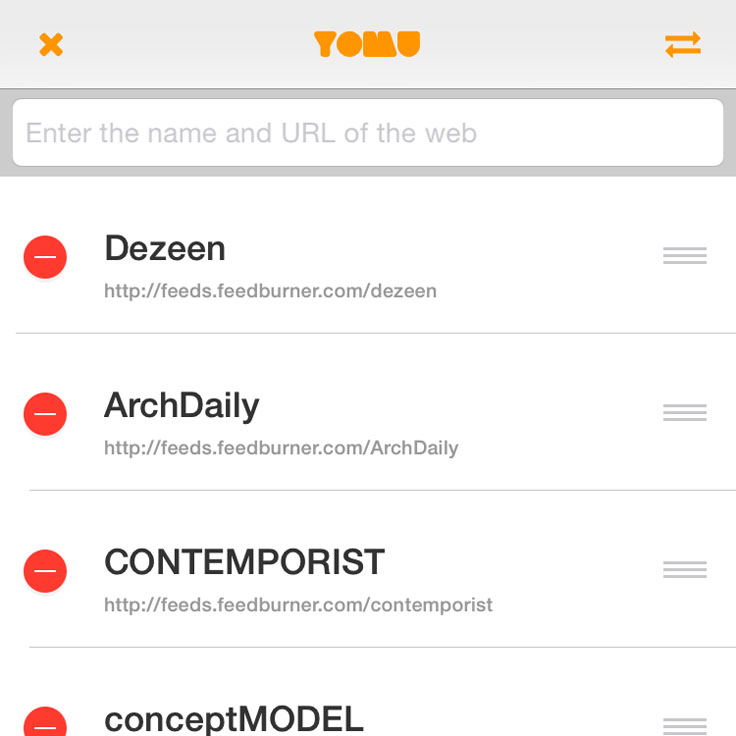 YOMU
Enter the name and URL of the web
Dezeen
http://feeds.feedburner.com/dezeen
ArchDaily
http://feeds.feedburner.com/ArchDaily
CONTEMPORIST
http://feeds.feedburner.com/contemporist
conceptMODEL